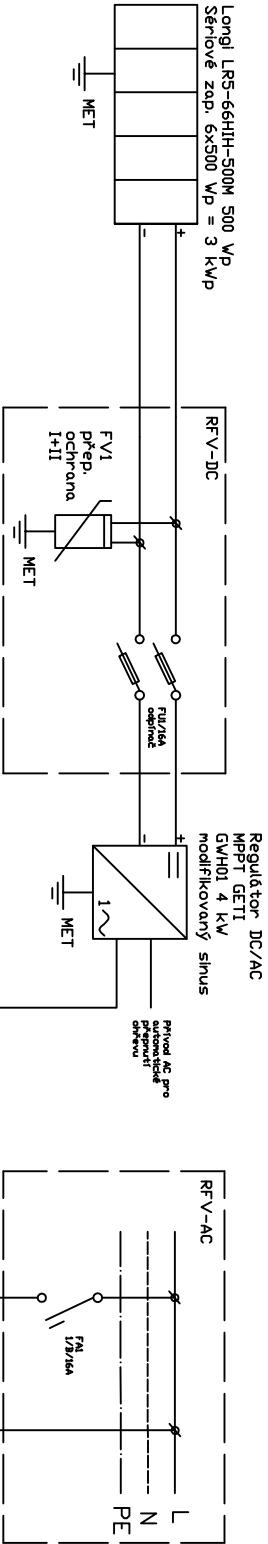 Longi LR5-66HIH-500M 500 Wp
Sériové zap. 6x500 Wp = 3 kWp
+
-
MET
RFV-DC
FV1
přep.
ochrana
I+II
MET
FU1/16A
odpínač
Regulátor DC/AC
MPPT GETI
GWH01 4 kW
modifikovaný sinus
+
-
1
MET
Přívod AC pro
automatické
přepnutí
ohřevu
RFV-AC
FA1
1/B/16A
L
N
PE